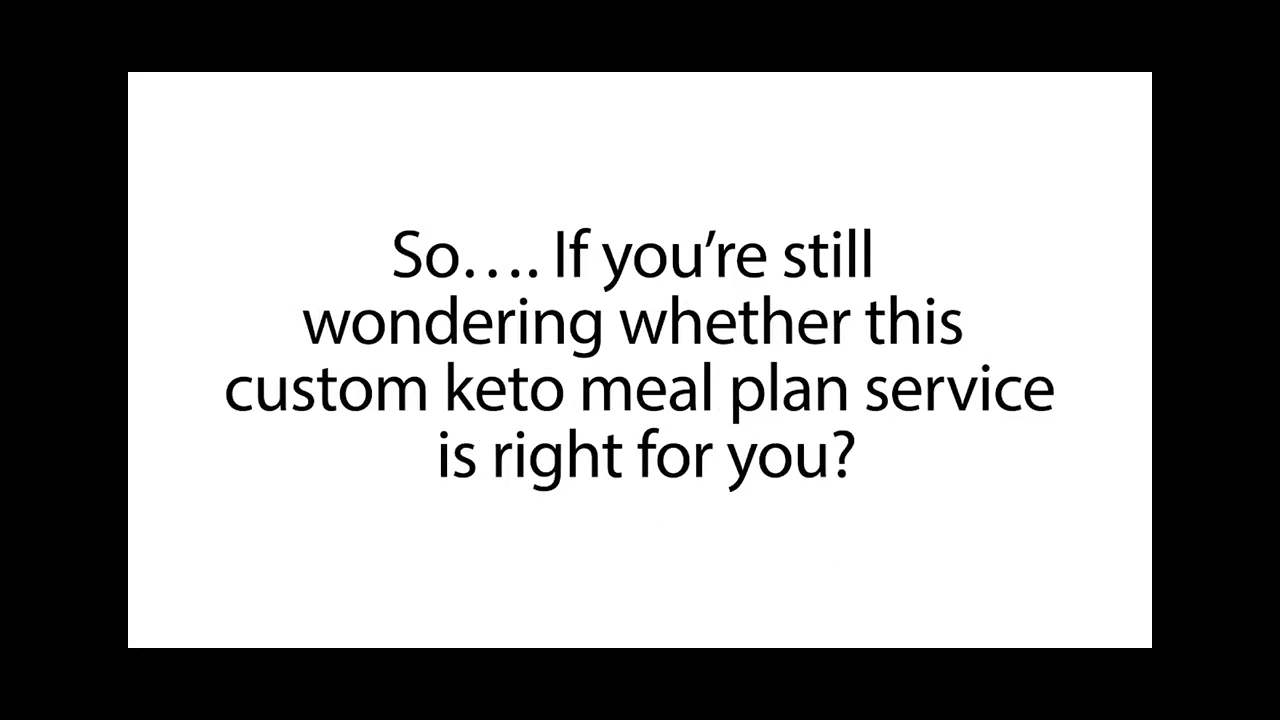 So…. If you’re still
wondering whether this
custom keto meal plan service
is right for you?